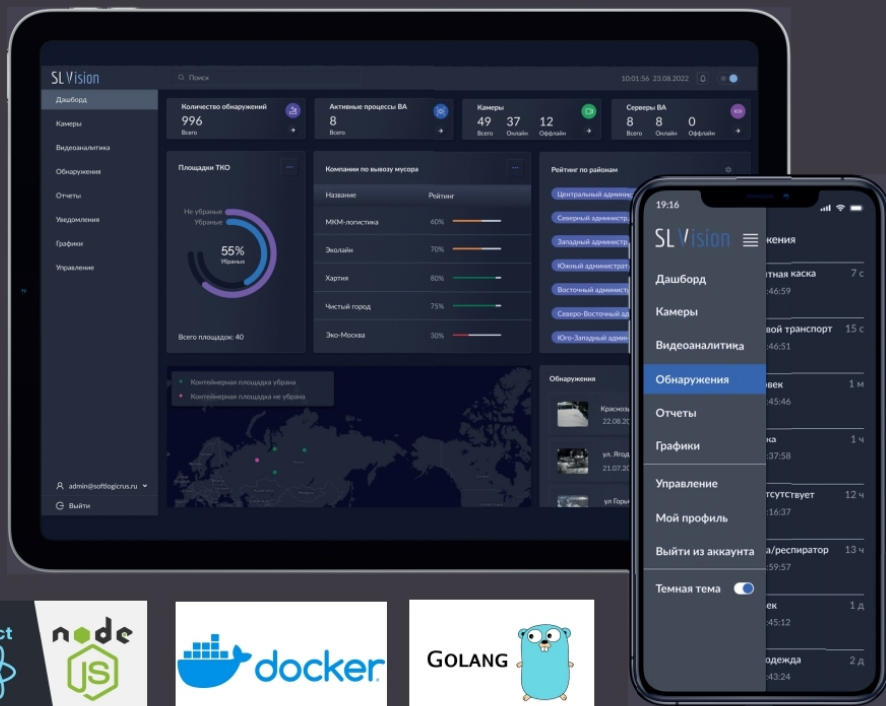 SL Vision
Поиск
10:01:56 23.08.2022
Дашборд
Камеры
Видеоаналитика
Обнаружения
Отчеты
Уведомления
Графики
Управление
admin@softlogicrus.ru
Выйти
Количество обнаружений
996
Всего
Активные процессы ВА
8
Всего
Камеры
49 37 12
Всего Онлайн Оффлайн
Серверы ВА
8 8 0
Всего Онлайн Оффлайн
Площадки ТКО
Не убраные
Убраные
55%
Убраных
Всего площадок: 40
Компании по вывозу мусора
Название Рейтинг
МКМ-логистика 60%
Эколайн 70%
Хартия 80%
Чистый город 75%
Эко-Москва 30%
Рейтинг по районам
Центральный админис
Северный администр
Западный администр
Южный администрат
Восточный администр
Северо-Восточный ад
Юго-Западный админ
Контейнерная площадка убрана
Контейнерная площадка не убрана
Обнаружения
Краснозн
22.08.20
ул. Ягод
21.07.20
ул Горьк
19:16
SL Vision
Дашборд
Камеры
Видеоаналитика
Обнаружения
Отчеты
Графики
Управление
Мой профиль
Выйти из аккаунта
Темная тема
жения
тная каска 7 с
:46:59
вой транспорт 15 с
:46:51
овек 1 м
:45:46
ка 1 ч
:37:58
тсутствует 12 ч
:16:37
а/респиратор 13 ч
:59:57
ек 1 д
:45:12
одежда 2 д
:43:24
ct
node
JS
docker
GOLANG